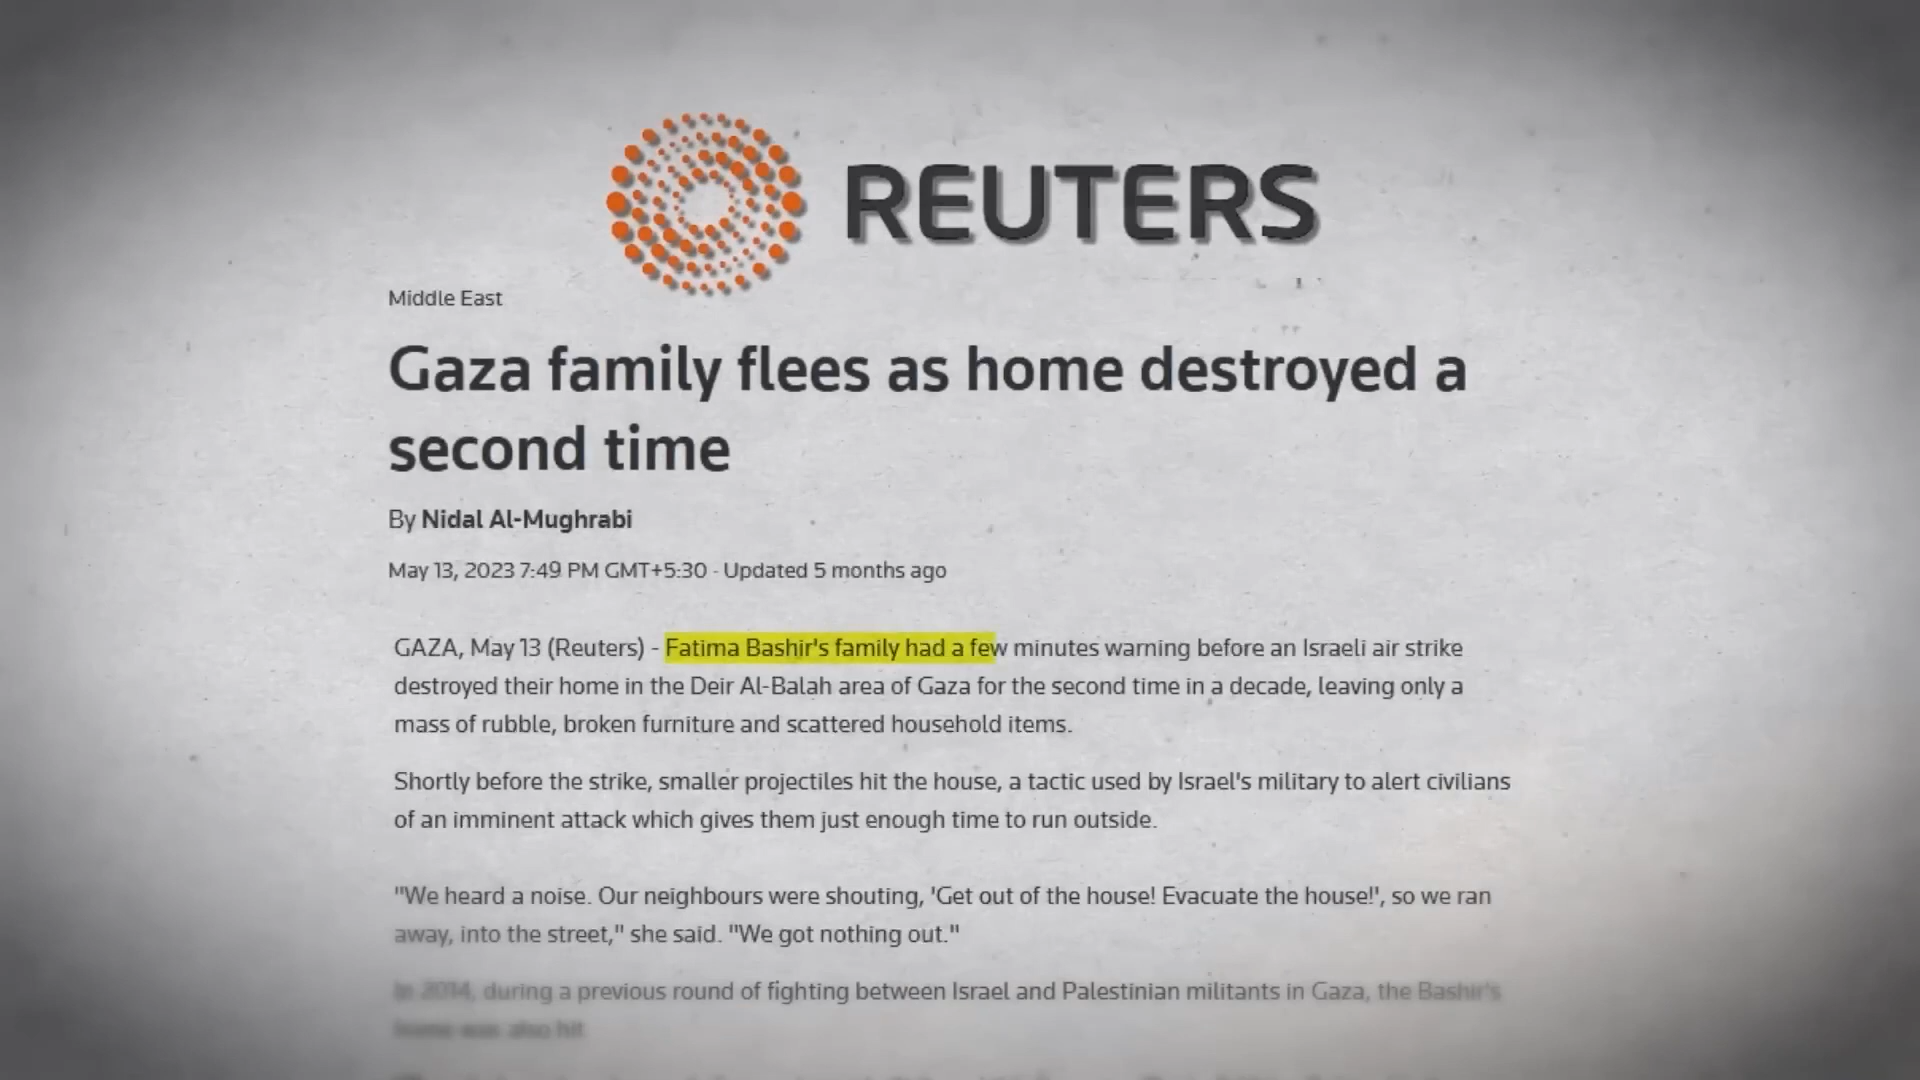 REUTERS
Middle East
Gaza family flees as home destroyed a
second time
By Nidal Al-Mughrabi
May 13, 2023 7:49 PM GMT+5:30 - Updated 5 months ago
GAZA, May 13 (Reuters) - Fatima Bashir's family had a few minutes warning before an Israeli air strike
destroyed their home in the Deir Al-Balah area of Gaza for the second time in a decade, leaving only a
mass of rubble, broken furniture and scattered household items.
Shortly before the strike, smaller projectiles hit the house, a tactic used by Israel's military to alert civilians
of an imminent attack which gives them just enough time to run outside.
"We heard a noise. Our neighbours were shouting, 'Get out of the house! Evacuate the house!', so we ran
away, into the street," she said. "We got nothing out."
In 2014, during a previous round of fighting between Israel and Palestinian militants in Gaza, the Bashir's
home was also hit